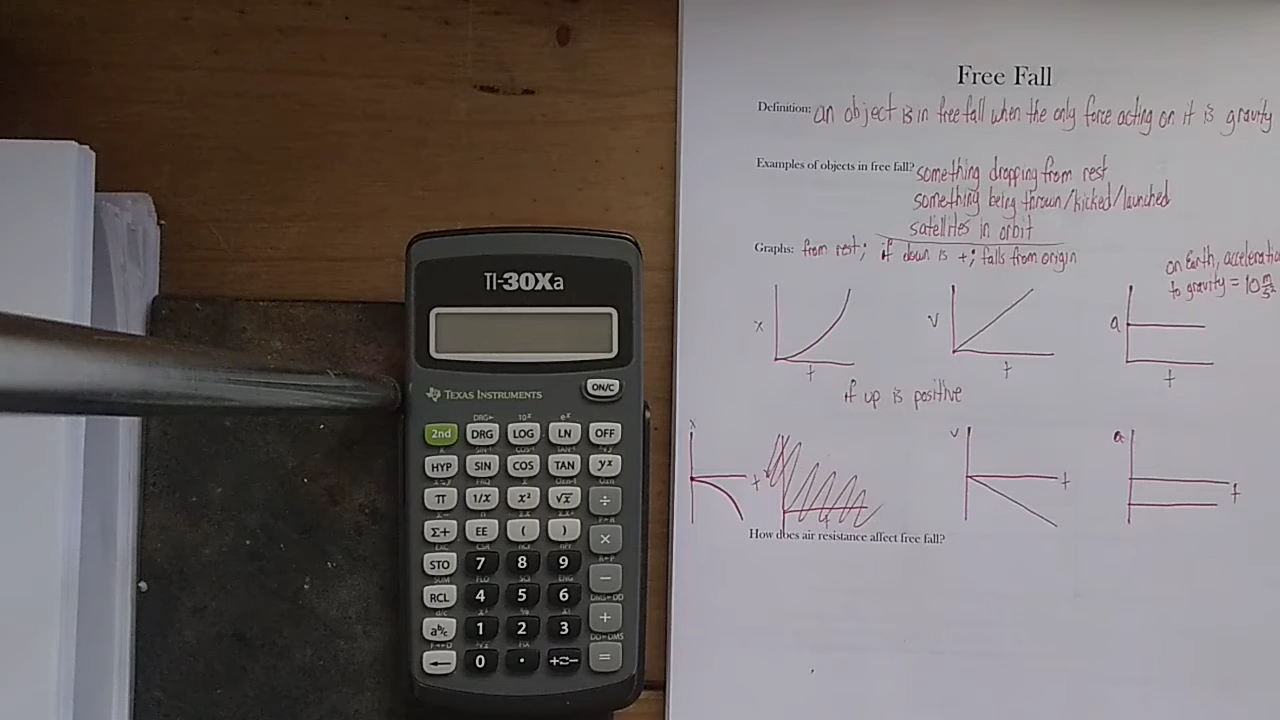 Free Fall
Definition: an object is in free fall when the only force acting on it is gravity
Examples of objects in free fall? something dropping from rest
something being thrown/kicked/launched
satellites in orbit
Graphs: from rest; if down is +; falls from origin
on Earth, acceleratio
to gravity = 10 m/s²
x
t
v
t
a
t
if up is positive
x
t
t
v
t
a
t
How does air resistance affect free fall?
TI-30Xa
TEXAS INSTRUMENTS
ON/C
2nd DRG LOG LN OFF
HYP SIN COS TAN yx
π 1/x x² √x ÷
Σ+ EE ( ) ×
STO 7 8 9 −
RCL 4 5 6 +
ab/c 1 2 3
← 0 . +⇄− =